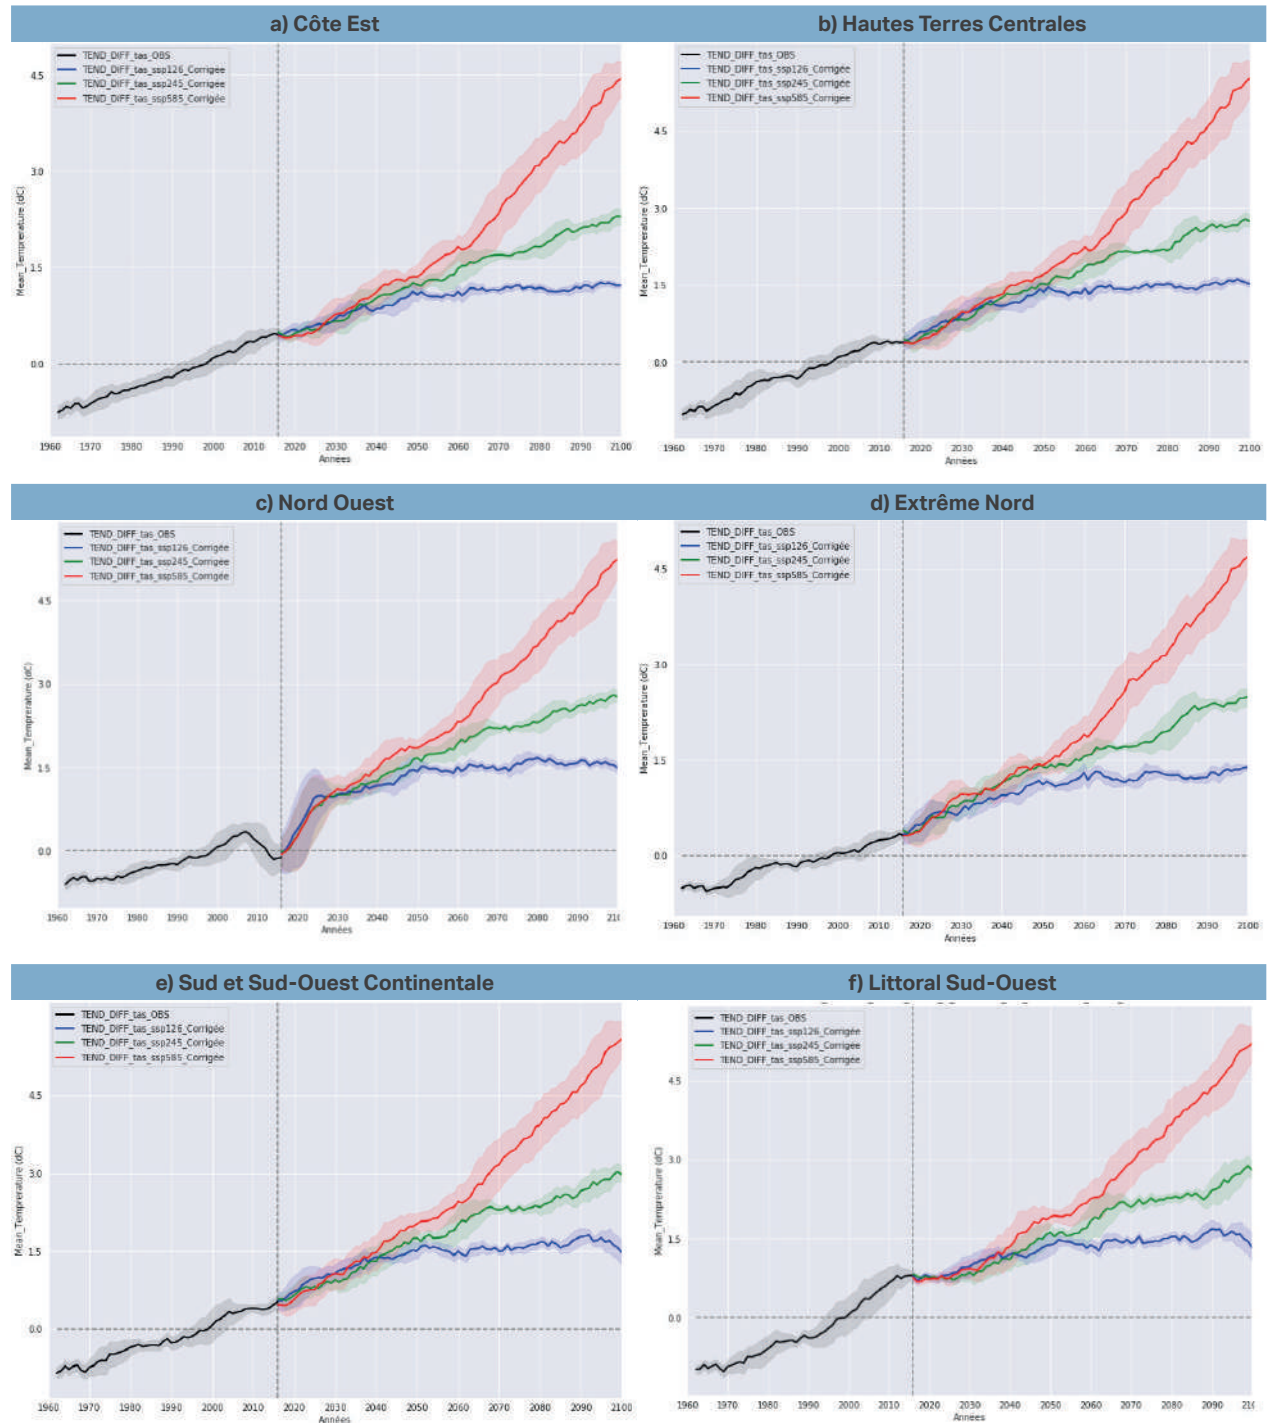 a) Côte Est
TEND_DIFF_tas_OBS
TEND_DIFF_tas_ssp126_Corrigée
TEND_DIFF_tas_ssp245_Corrigée
TEND_DIFF_tas_ssp585_Corrigée
Mean_Temprerature (dC)
4.5
3.0
1.5
0.0
1960 1970 1980 1990 2000 2010 2020 2030 2040 2050 2060 2070 2080 2090 2100
Années
b) Hautes Terres Centrales
TEND_DIFF_tas_OBS
TEND_DIFF_tas_ssp126_Corrigée
TEND_DIFF_tas_ssp245_Corrigée
TEND_DIFF_tas_ssp585_Corrigée
Mean_Temprerature (dC)
4.5
3.0
1.5
0.0
1960 1970 1980 1990 2000 2010 2020 2030 2040 2050 2060 2070 2080 2090 2100
Années
c) Nord Ouest
TEND_DIFF_tas_OBS
TEND_DIFF_tas_ssp126_Corrigée
TEND_DIFF_tas_ssp245_Corrigée
TEND_DIFF_tas_ssp585_Corrigée
Mean_Temprerature (dC)
4.5
3.0
1.5
0.0
1960 1970 1980 1990 2000 2010 2020 2030 2040 2050 2060 2070 2080 2090
Années
d) Extrême Nord
TEND_DIFF_tas_OBS
TEND_DIFF_tas_ssp126_Corrigée
TEND_DIFF_tas_ssp245_Corrigée
TEND_DIFF_tas_ssp585_Corrigée
Mean_Temprerature (dC)
4.5
3.0
1.5
0.0
1960 1970 1980 1990 2000 2010 2020 2030 2040 2050 2060 2070 2080 2090 2100
Années
e) Sud et Sud-Ouest Continentale
TEND_DIFF_tas_OBS
TEND_DIFF_tas_ssp126_Corrigée
TEND_DIFF_tas_ssp245_Corrigée
TEND_DIFF_tas_ssp585_Corrigée
Mean_Temprerature (dC)
4.5
3.0
1.5
0.0
1960 1970 1980 1990 2000 2010 2020 2030 2040 2050 2060 2070 2080 2090 2100
Années
f) Littoral Sud-Ouest
TEND_DIFF_tas_OBS
TEND_DIFF_tas_ssp126_Corrigée
TEND_DIFF_tas_ssp245_Corrigée
TEND_DIFF_tas_ssp585_Corrigée
Mean_Temprerature (dC)
4.5
3.0
1.5
0.0
1960 1970 1980 1990 2000 2010 2020 2030 2040 2050 2060 2070 2080 2090
Années